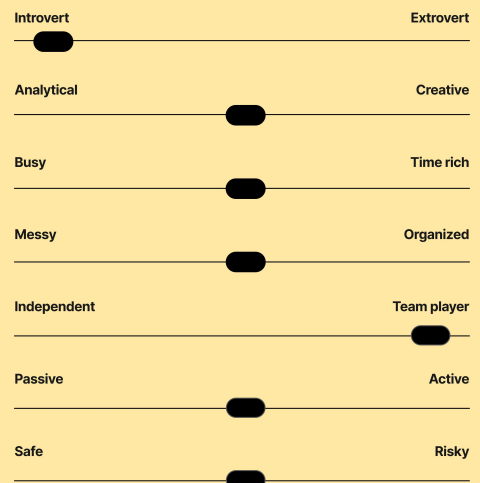 Introvert Extrovert
Analytical Creative
Busy Time rich
Messy Organized
Independent Team player
Passive Active
Safe Risky